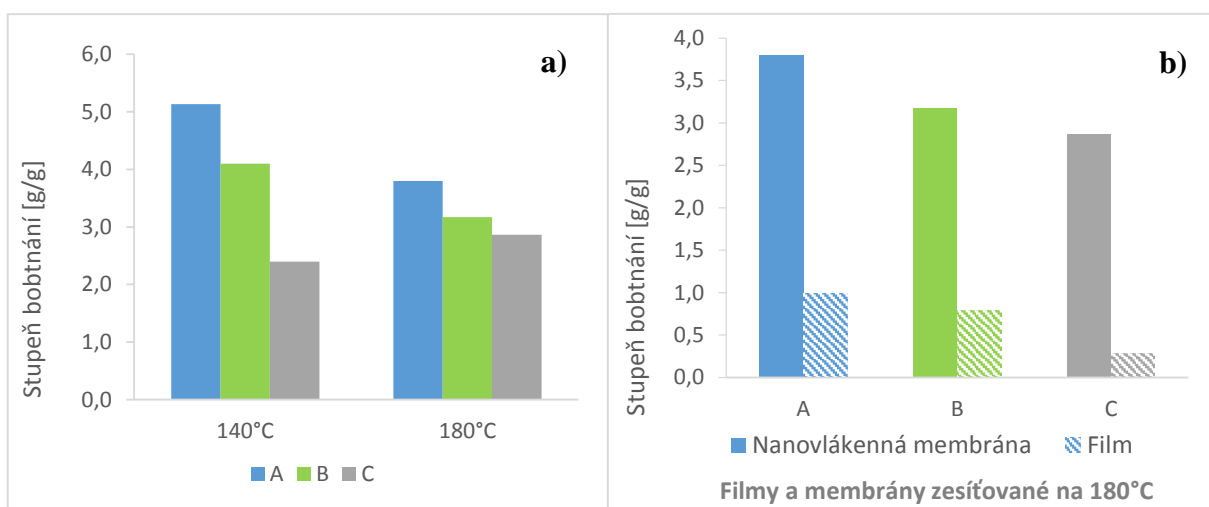 a)
Stupeň bobtnání [g/g]
6,0
5,0
4,0
3,0
2,0
1,0
0,0
140°C 180°C
A B C
b)
Stupeň bobtnání [g/g]
4,0
3,5
3,0
2,5
2,0
1,5
1,0
0,5
0,0
A B C
Nanovlákenná membrána Film
Filmy a membrány zesíťované na 180°C